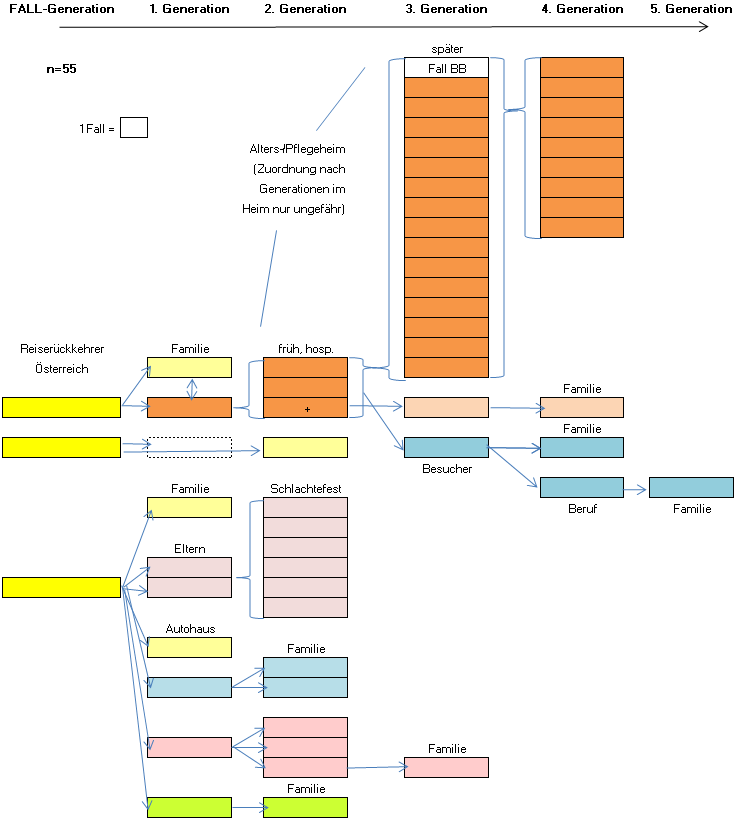 FALL-Generation 1. Generation 2. Generation 3. Generation 4. Generation 5. Generation
später
n=55
Fall BB
1Fall =
Alters-/Pflegeheim
(Zuordnung nach
Generationen im
Heim nur ungefähr)
Reiserückkehrer
Österreich
Familie
früh, hosp.
+
Familie
Familie
Besucher
Beruf
Familie
Familie
Schlachtefest
Eltern
Autohaus
Familie
Familie
Familie